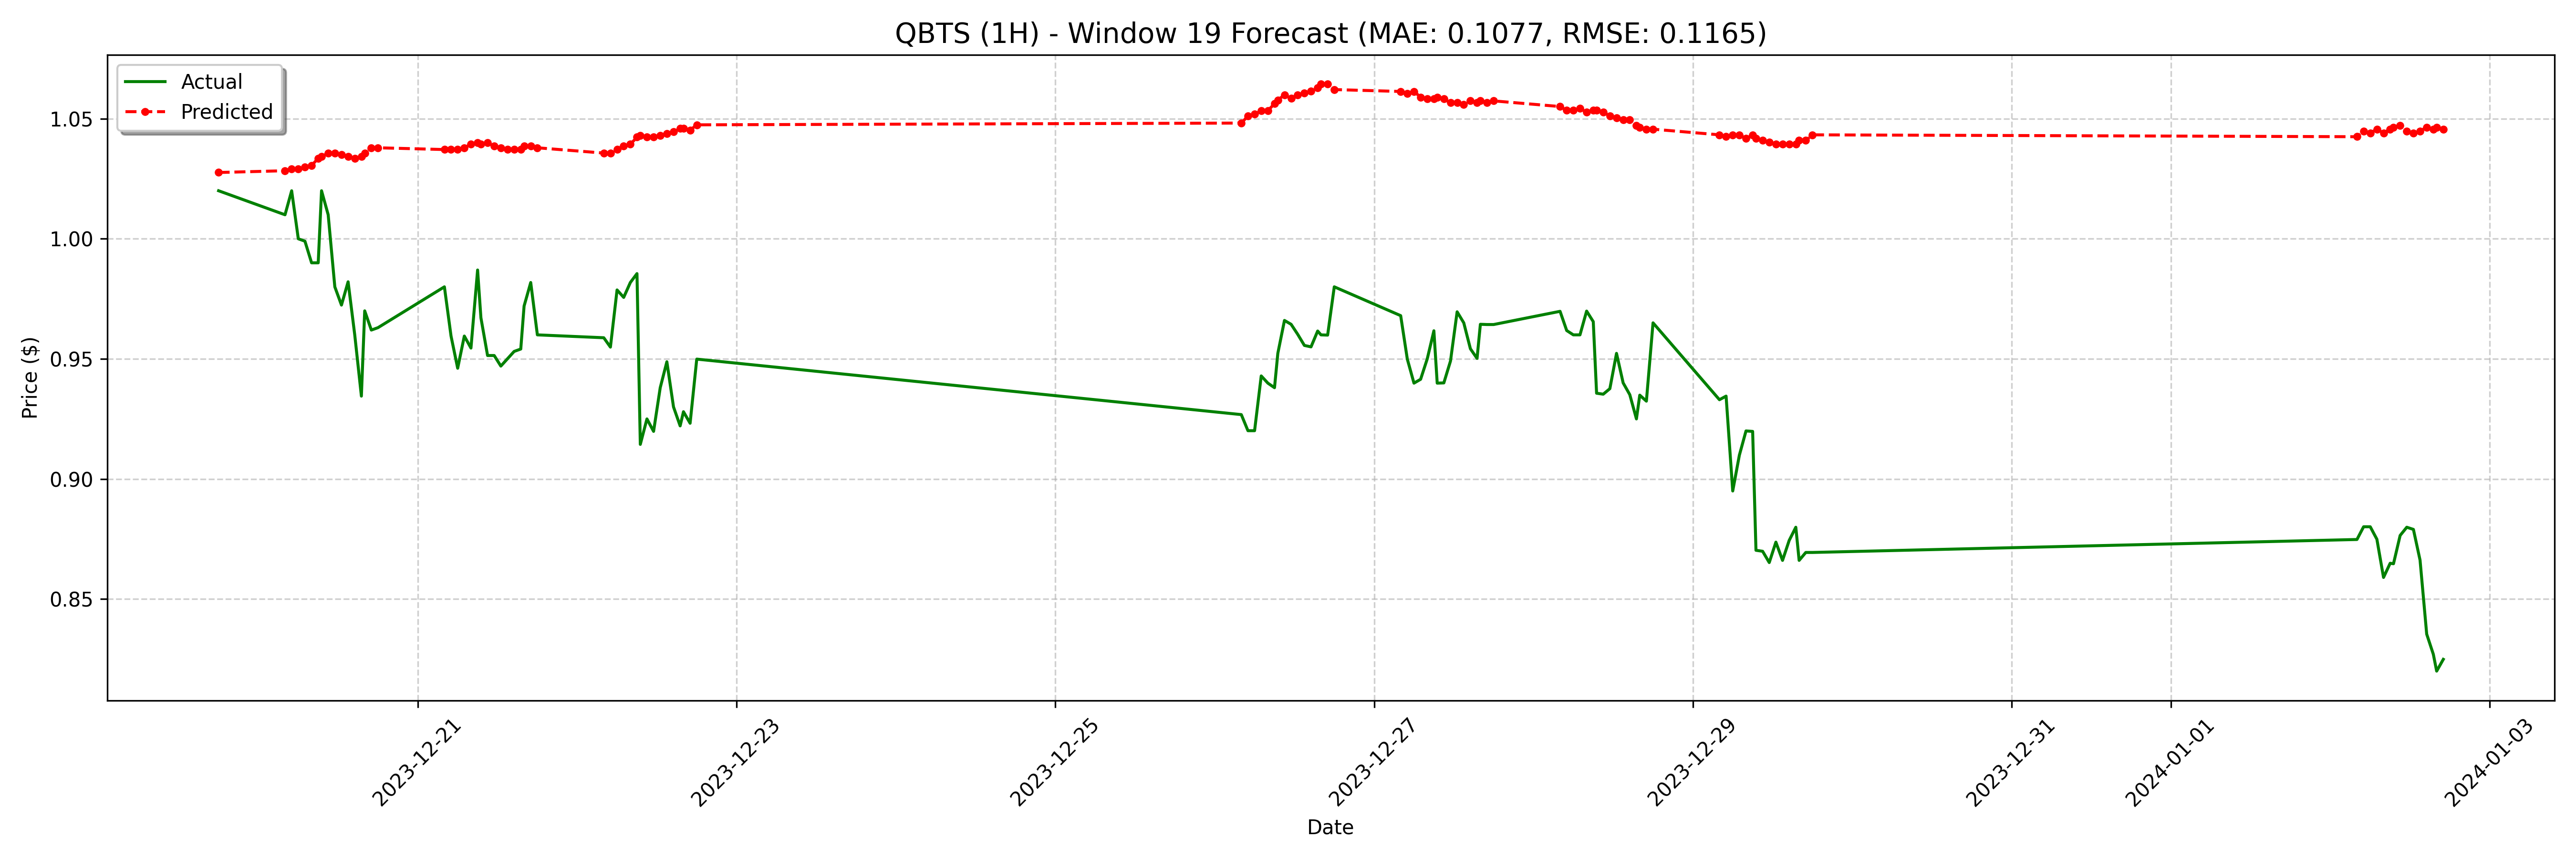 QBTS (1H) - Window 19 Forecast (MAE: 0.1077, RMSE: 0.1165)
Actual
Predicted
1.05
1.00
0.95
0.90
0.85
Price ($)
2023-12-21
2023-12-23
2023-12-25
2023-12-27
2023-12-29
2023-12-31
2024-01-01
2024-01-03
Date